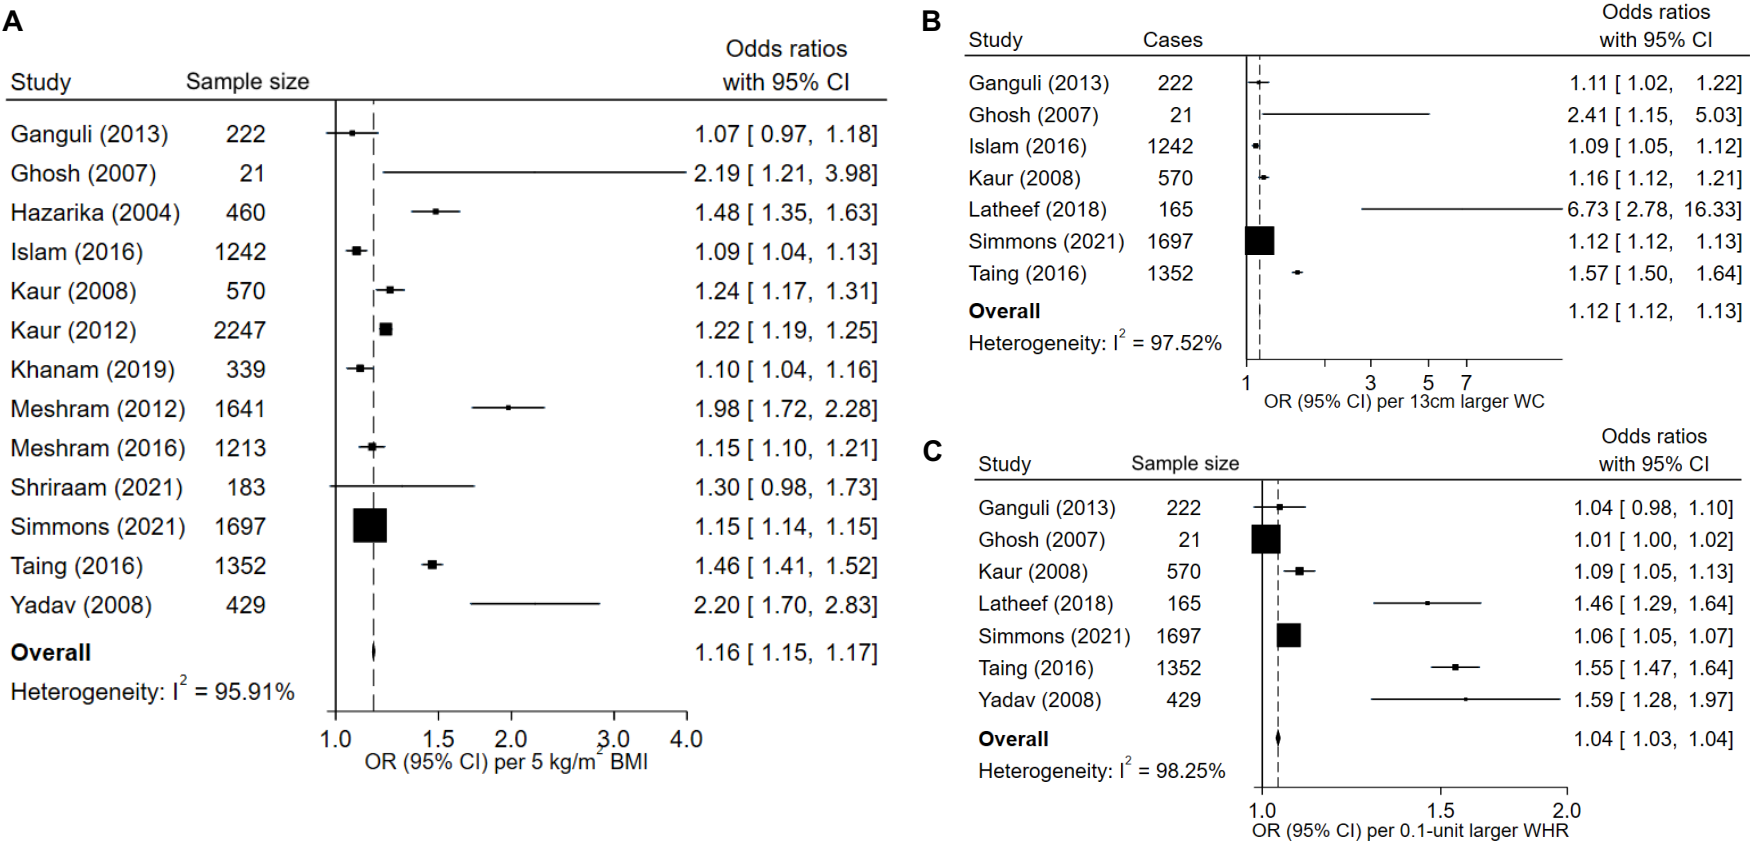 A
Odds ratios
Study Sample size with 95% CI
Ganguli (2013) 222 1.07 [ 0.97, 1.18]
Ghosh (2007) 21 2.19 [ 1.21, 3.98]
Hazarika (2004) 460 1.48 [ 1.35, 1.63]
Islam (2016) 1242 1.09 [ 1.04, 1.13]
Kaur (2008) 570 1.24 [ 1.17, 1.31]
Kaur (2012) 2247 1.22 [ 1.19, 1.25]
Khanam (2019) 339 1.10 [ 1.04, 1.16]
Meshram (2012) 1641 1.98 [ 1.72, 2.28]
Meshram (2016) 1213 1.15 [ 1.10, 1.21]
Shriraam (2021) 183 1.30 [ 0.98, 1.73]
Simmons (2021) 1697 1.15 [ 1.14, 1.15]
Taing (2016) 1352 1.46 [ 1.41, 1.52]
Yadav (2008) 429 2.20 [ 1.70, 2.83]
Overall 1.16 [ 1.15, 1.17]
Heterogeneity: I² = 95.91%
1.0 1.5 2.0 3.0 4.0
OR (95% CI) per 5 kg/m² BMI
B
Odds ratios
Study Cases with 95% CI
Ganguli (2013) 222 1.11 [ 1.02, 1.22]
Ghosh (2007) 21 2.41 [ 1.15, 5.03]
Islam (2016) 1242 1.09 [ 1.05, 1.12]
Kaur (2008) 570 1.16 [ 1.12, 1.21]
Latheef (2018) 165 6.73 [ 2.78, 16.33]
Simmons (2021) 1697 1.12 [ 1.12, 1.13]
Taing (2016) 1352 1.57 [ 1.50, 1.64]
Overall 1.12 [ 1.12, 1.13]
Heterogeneity: I² = 97.52%
1 3 5 7
OR (95% CI) per 13cm larger WC
C
Odds ratios
Study Sample size with 95% CI
Ganguli (2013) 222 1.04 [ 0.98, 1.10]
Ghosh (2007) 21 1.01 [ 1.00, 1.02]
Kaur (2008) 570 1.09 [ 1.05, 1.13]
Latheef (2018) 165 1.46 [ 1.29, 1.64]
Simmons (2021) 1697 1.06 [ 1.05, 1.07]
Taing (2016) 1352 1.55 [ 1.47, 1.64]
Yadav (2008) 429 1.59 [ 1.28, 1.97]
Overall 1.04 [ 1.03, 1.04]
Heterogeneity: I² = 98.25%
1.0 1.5 2.0
OR (95% CI) per 0.1-unit larger WHR